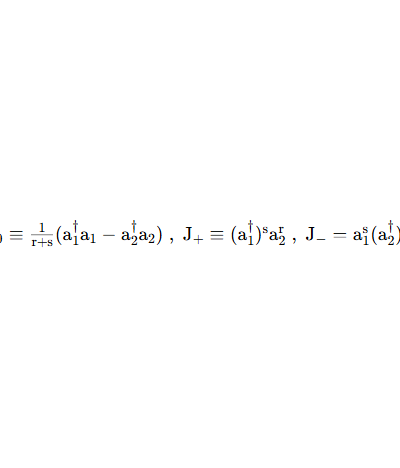 ₀ ≡ 1/(r+s) (a₁†a₁ − a₂†a₂) , J₊ ≡ (a₁†)ˢa₂ʳ , J₋ = a₁ˢ(a₂†)